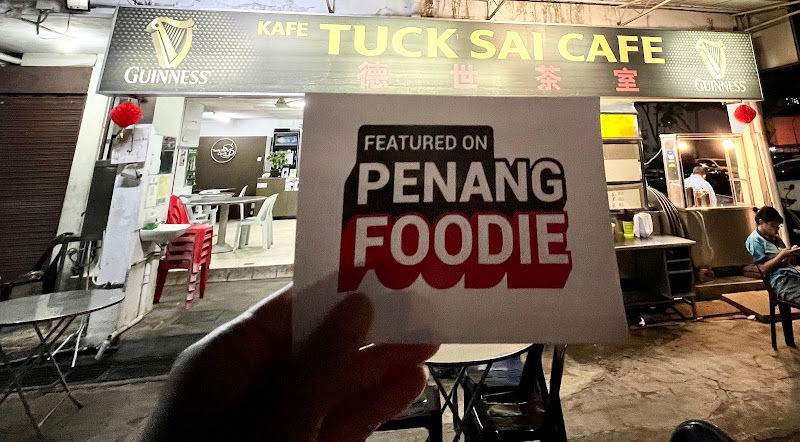 GUINNESS
KAFE TUCK SAI CAFE
德世茶室
GUINNESS
FEATURED ON
PENANG
FOODIE